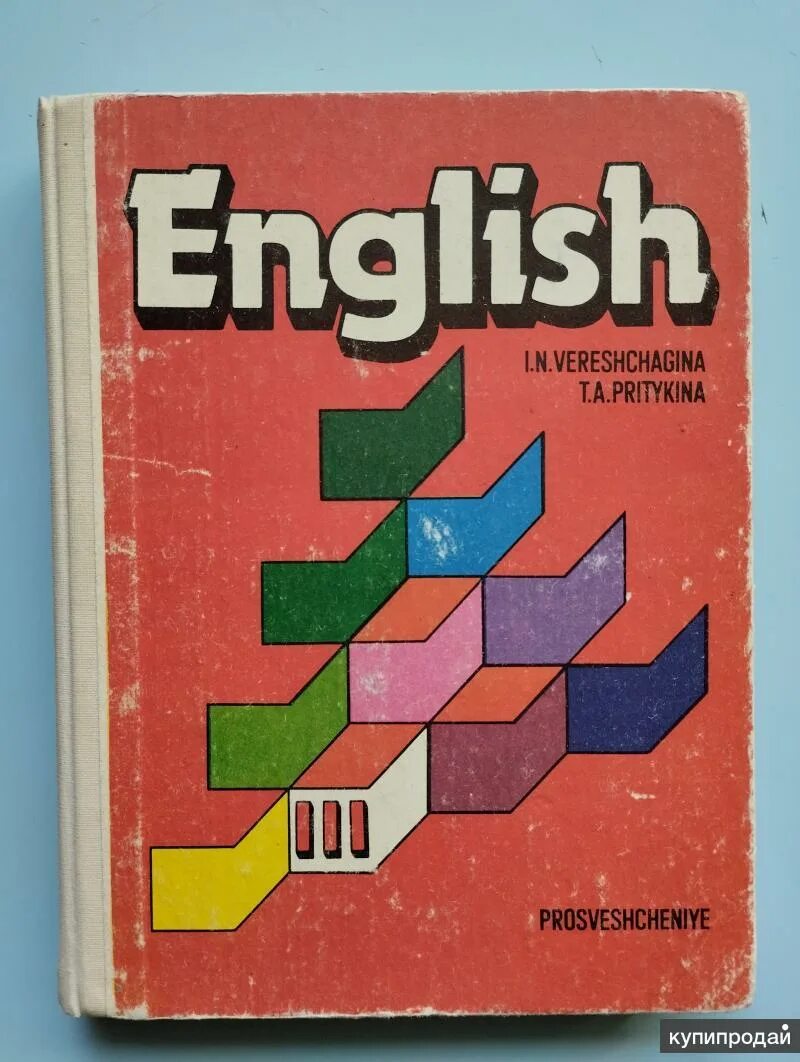 English
I.N.VERESHCHAGINA
T.A.PRITYKINA
III
PROSVESHCHENIYE
купипродай